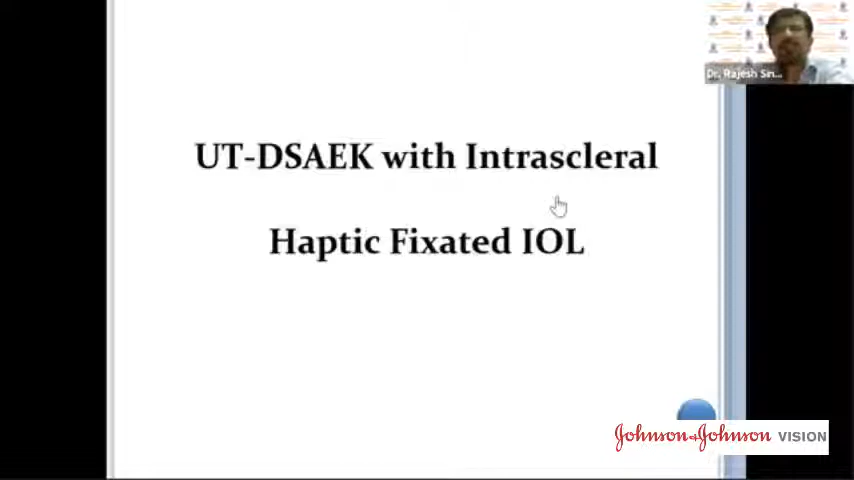 Dr. Rajesh Sin...
UT-DSAEK with Intrascleral
Haptic Fixated IOL
Johnson & Johnson VISION